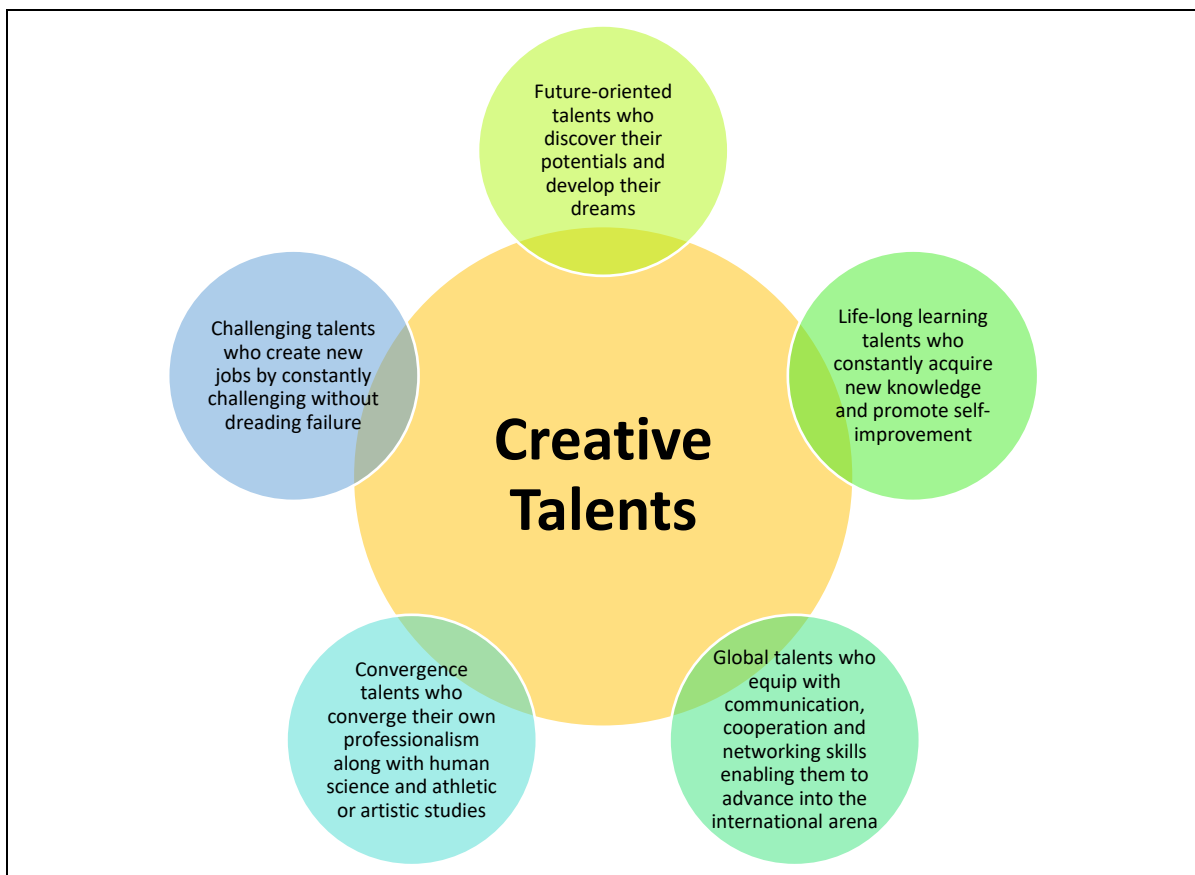 Future-oriented
talents who
discover their
potentials and
develop their
dreams
Life-long learning
talents who
constantly acquire
new knowledge
and promote self-
improvement
Global talents who
equip with
communication,
cooperation and
networking skills
enabling them to
advance into the
international arena
Convergence
talents who
converge their own
professionalism
along with human
science and athletic
or artistic studies
Challenging talents
who create new
jobs by constantly
challenging without
dreading failure
Creative
Talents